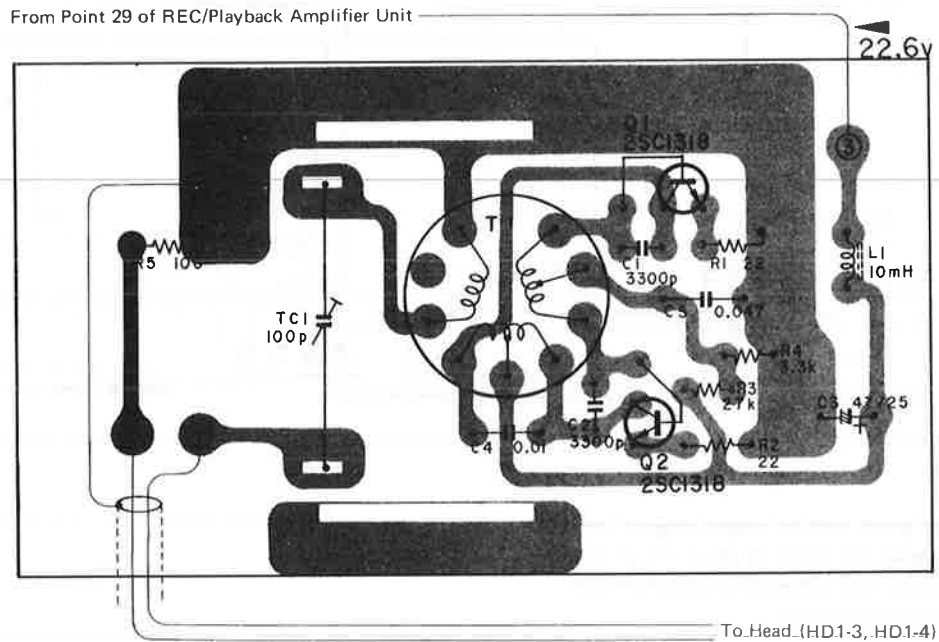 From Point 29 of REC/Playback Amplifier Unit
22.6v
Q1
2SC1318
3
T1
R5 100
C1
3300p
R1 22
L1
10mH
TC1
100p
C5 0.047
R4
3.3k
R3
27k
C3 47/25
C2
3300p
C4 0.01
R2
22
Q2
2SC1318
To Head (HD1-3, HD1-4)